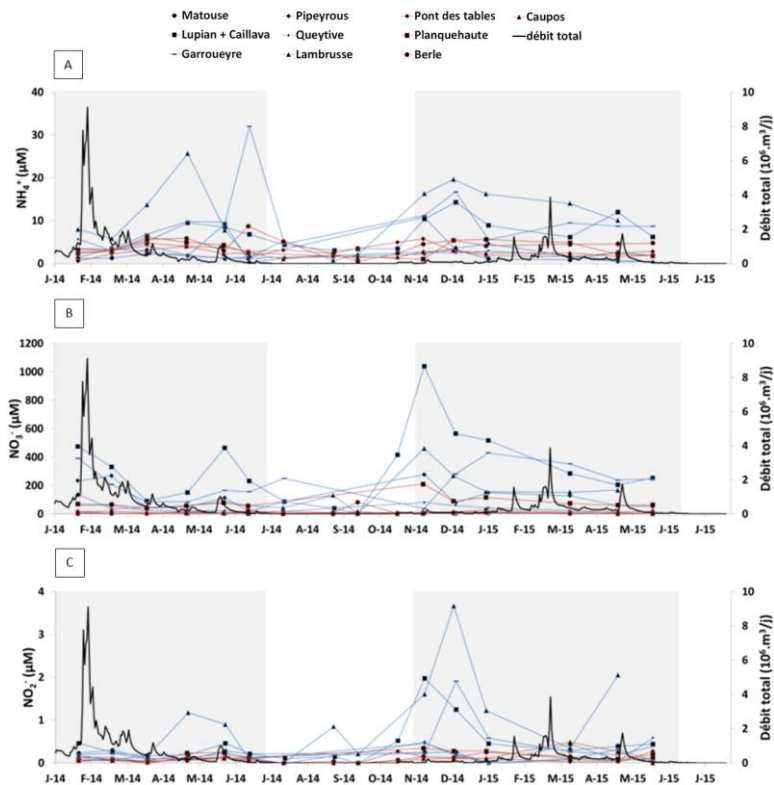 Matouse Pipeyrous Pont des tables Caupos
Lupian + Caillava Queytive Planquehaute débit total
Garroueyre Lambrusse Berle
A
40 10
30 8
20 6
10 4
0 2
0
NH₄⁺ (µM)
Débit total (10⁶.m³/j)
J-14 F-14 M-14 A-14 M-14 J-14 J-14 A-14 S-14 O-14 N-14 D-14 J-15 F-15 M-15 A-15 M-15 J-15 J-15
B
1200 10
1000 8
800 6
600 4
400 2
200 0
0
NO₃⁻ (µM)
Débit total (10⁶.m³/j)
J-14 F-14 M-14 A-14 M-14 J-14 J-14 A-14 S-14 O-14 N-14 D-14 J-15 F-15 M-15 A-15 M-15 J-15 J-15
C
4 10
3 8
2 6
1 4
0 2
0
NO₂⁻ (µM)
Débit total (10⁶.m³/j)
J-14 F-14 M-14 A-14 M-14 J-14 J-14 A-14 S-14 O-14 N-14 D-14 J-15 F-15 M-15 A-15 M-15 J-15 J-15